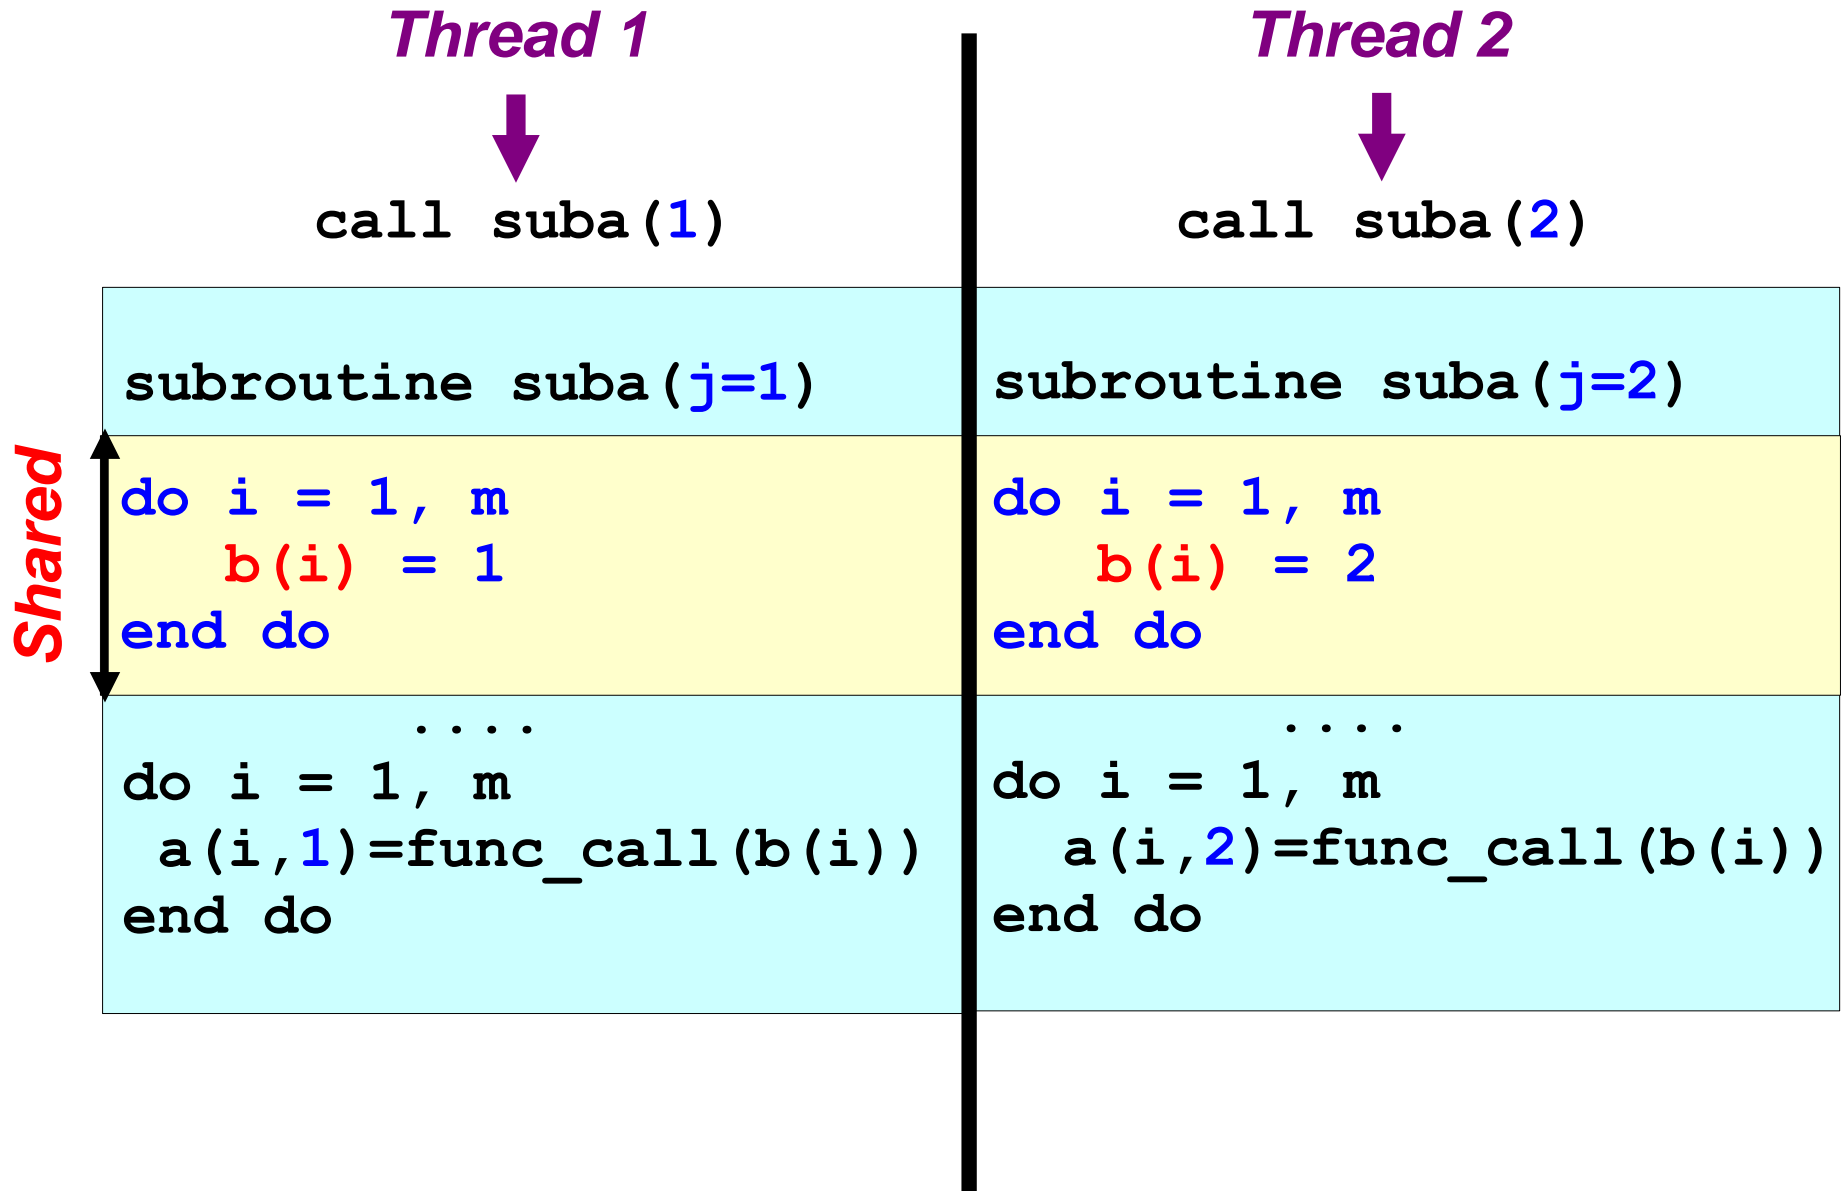 Thread 1
call suba(1)
subroutine suba(j=1)
Shared
do i = 1, m
b(i) = 1
end do
....
do i = 1, m
a(i,1)=func_call(b(i))
end do
Thread 2
call suba(2)
subroutine suba(j=2)
do i = 1, m
b(i) = 2
end do
....
do i = 1, m
a(i,2)=func_call(b(i))
end do